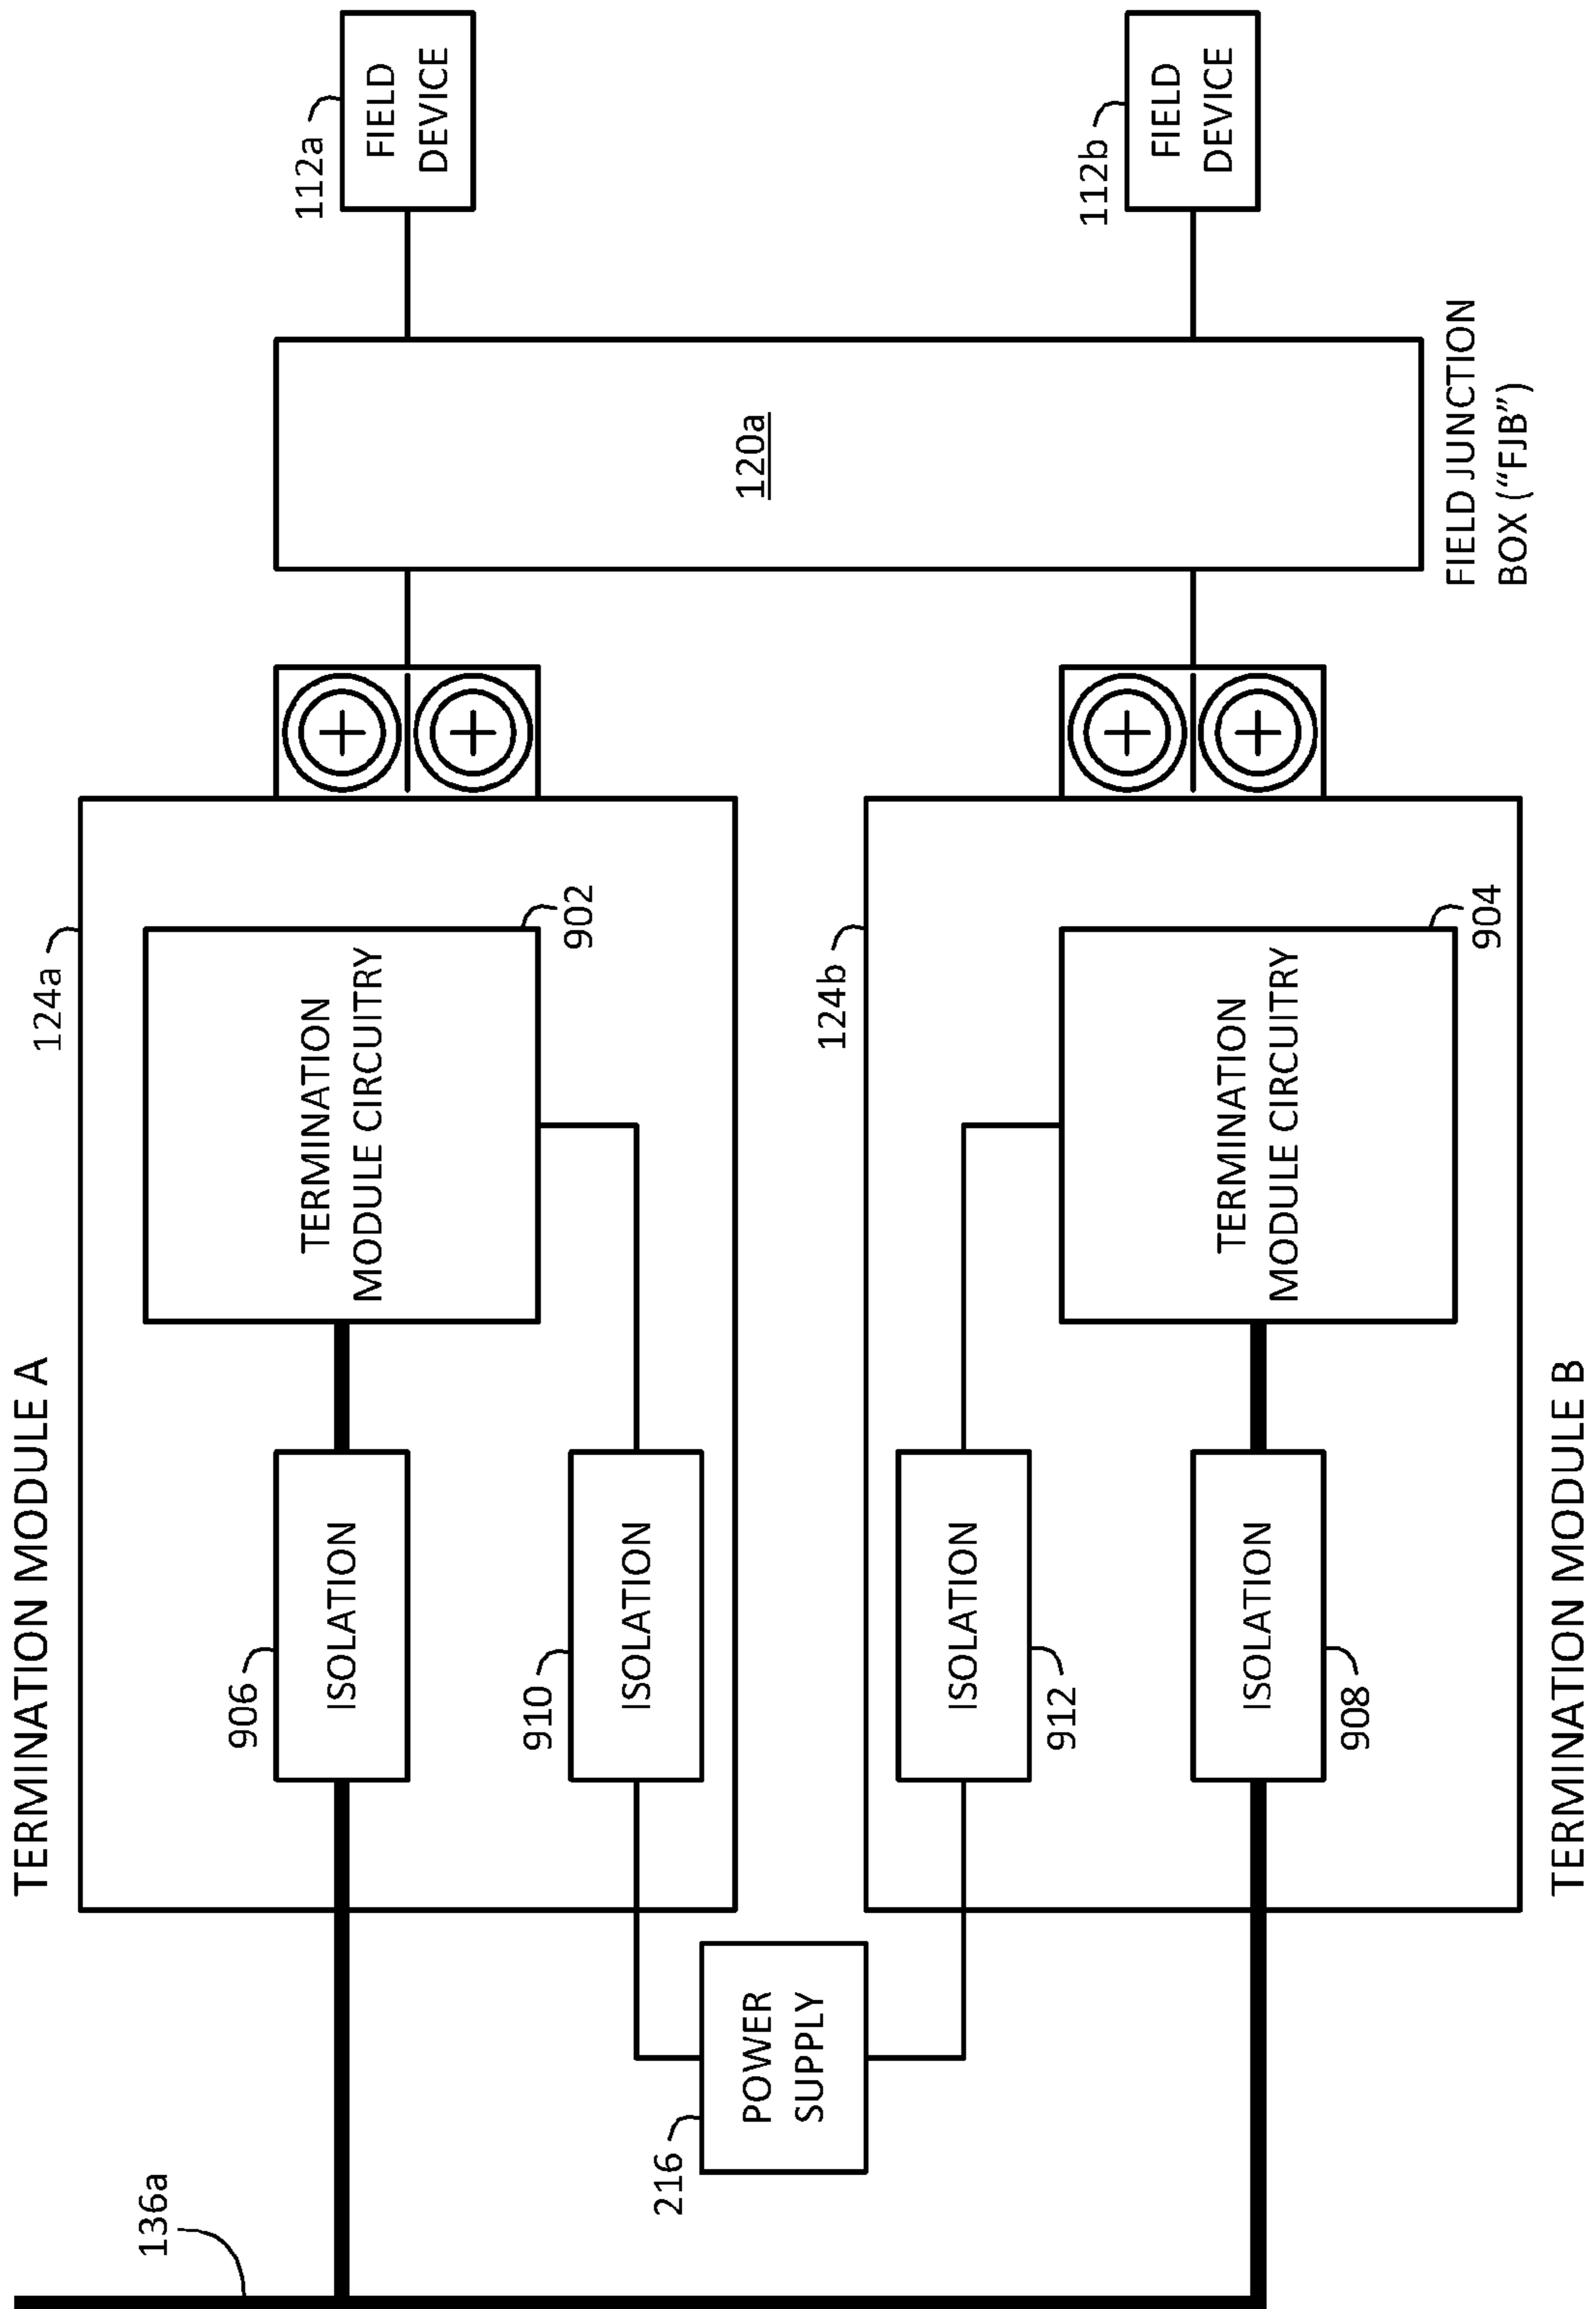 TERMINATION MODULE A
136a
124a
112a
906
ISOLATION
TERMINATION
MODULE CIRCUITRY
902
FIELD
DEVICE
910
ISOLATION
216
POWER
SUPPLY
120a
124b
912
ISOLATION
TERMINATION
MODULE CIRCUITRY
904
112b
FIELD
DEVICE
908
ISOLATION
FIELD JUNCTION
BOX (“FJB”)
TERMINATION MODULE B